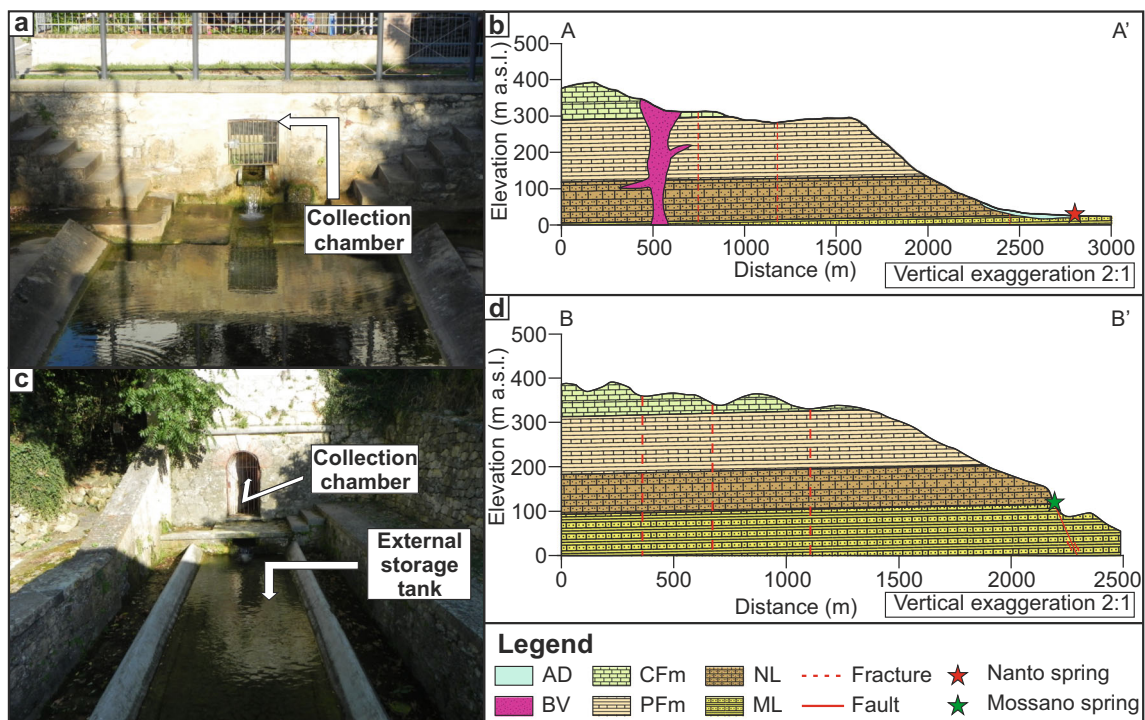 a
Collection
chamber
b
A
A'
Elevation (m a.s.l.)
500
400
300
200
100
0
0
500
1000
1500
2000
2500
3000
Distance (m)
Vertical exaggeration 2:1
c
Collection
chamber
External
storage
tank
d
B
B'
Elevation (m a.s.l.)
500
400
300
200
100
0
0
500
1000
1500
2000
2500
Distance (m)
Vertical exaggeration 2:1
Legend
AD
CFm
NL
Fracture
Nanto spring
BV
PFm
ML
Fault
Mossano spring